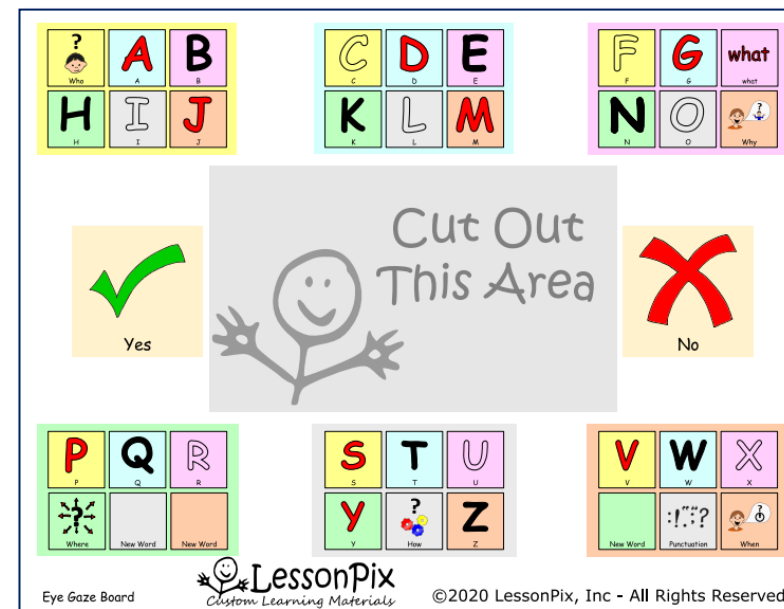 ?
A B
Who A B
H I J
H I J
C D E
C D E
K L M
K L M
F G what
F G what
N O ?
N O Why
Cut Out
This Area
Yes
No
P Q R
P Q R
?
Where New Word New Word
S T U
S T U
Y ? Z
Y How Z
V W X
V W X
:!,"";?
New Word Punctuation When
Eye Gaze Board
LessonPix
Custom Learning Materials
©2020 LessonPix, Inc - All Rights Reserved